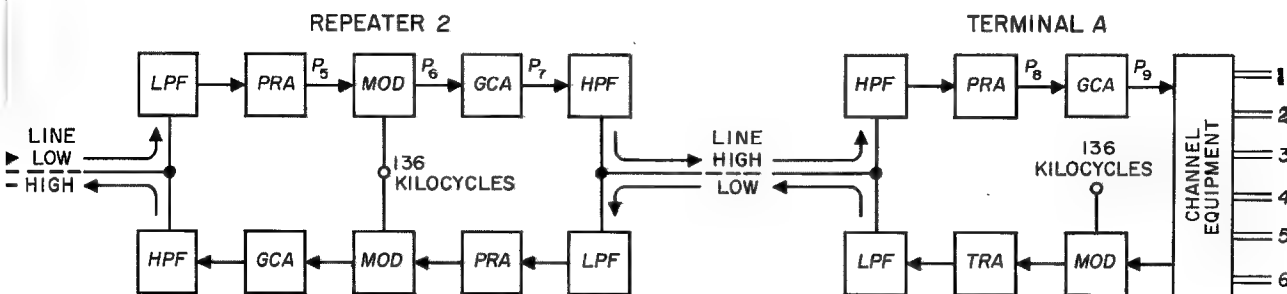 REPEATER 2
LPF
PRA
P5
MOD
P6
GCA
P7
HPF
LINE
LOW
HIGH
136
KILOCYCLES
HPF
GCA
MOD
PRA
LPF
LINE
HIGH
LOW
TERMINAL A
HPF
PRA
P8
GCA
P9
136
KILOCYCLES
LPF
TRA
MOD
CHANNEL
EQUIPMENT
1
2
3
4
5
6